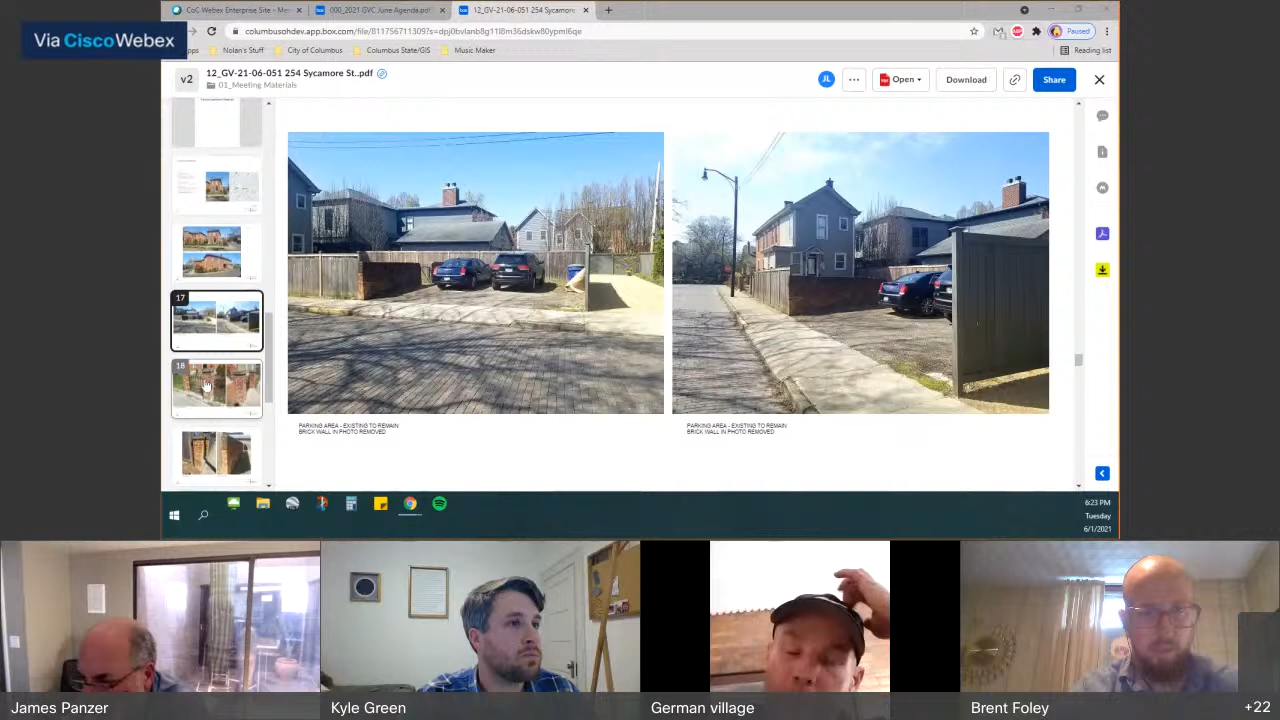 Via Cisco Webex
CoC Webex Enterprise Site - Me
000_2021 GVC June Agenda.pdf
12_GV-21-06-051 254 Sycamore
columbusohdev.app.box.com/file/811756711309?s=dpj0bvlanb8g11l8m36dskw80ypml6qe
Paused
pps
Nolan's Stuff
City of Columbus
Columbus State/GIS
Music Maker
Reading list
v2
12_GV-21-06-051 254 Sycamore St..pdf
01_Meeting Materials
JL
Open
Download
Share
17
18
PARKING AREA - EXISTING TO REMAIN
BRICK WALL IN PHOTO REMOVED
PARKING AREA - EXISTING TO REMAIN
BRICK WALL IN PHOTO REMOVED
6:23 PM
Tuesday
6/1/2021
James Panzer
Kyle Green
German village
Brent Foley
+22